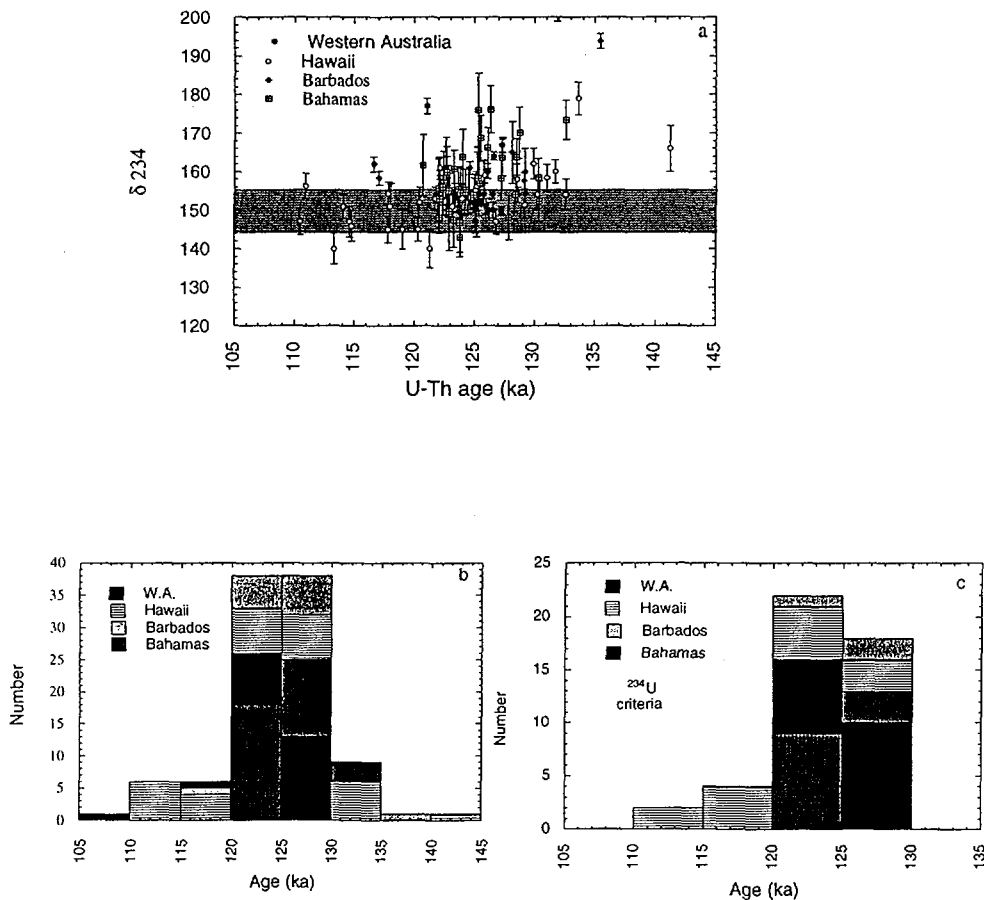 a
200
190
180
170
160
150
140
130
120
δ 234
Western Australia
Hawaii
Barbados
Bahamas
105
110
115
120
125
130
135
140
145
U-Th age (ka)
b
40
35
30
25
20
15
10
5
0
Number
W.A.
Hawaii
Barbados
Bahamas
105
110
115
120
125
130
135
140
145
Age (ka)
c
25
20
15
10
5
0
Number
W.A.
Hawaii
Barbados
Bahamas
²³⁴U
criteria
105
110
115
120
125
130
135
Age (ka)